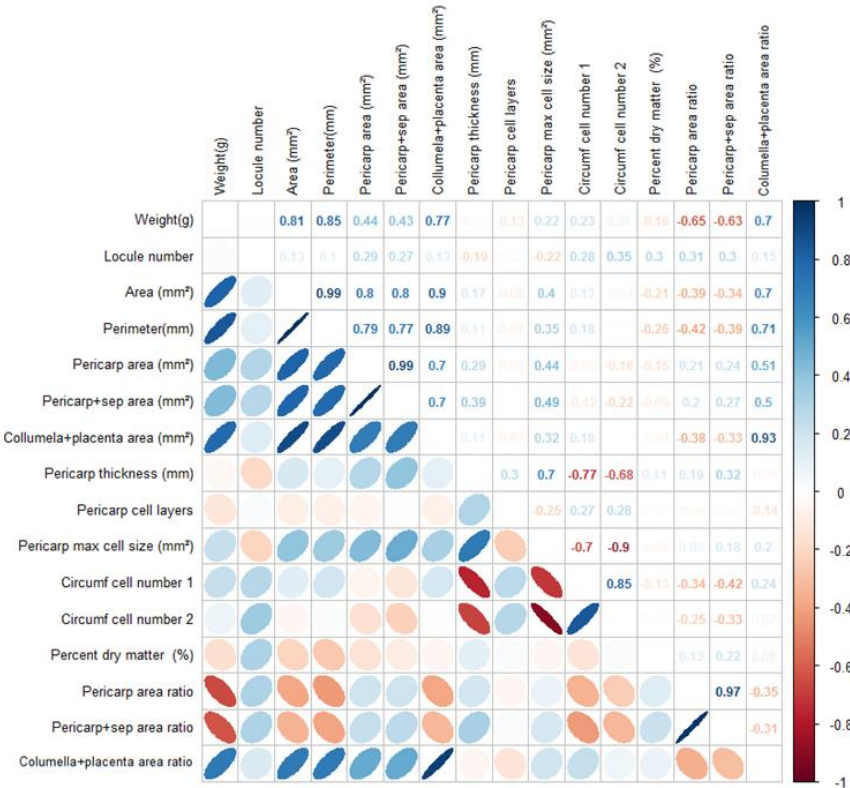 Weight(g)
Locule number
Area (mm²)
Perimeter(mm)
Pericarp area (mm²)
Pericarp+sep area (mm²)
Collumela+placenta area (mm²)
Pericarp thickness (mm)
Pericarp cell layers
Pericarp max cell size (mm²)
Circumf cell number 1
Circumf cell number 2
Percent dry matter (%)
Pericarp area ratio
Pericarp+sep area ratio
Columella+placenta area ratio
Weight(g) 0.81 0.85 0.44 0.43 0.77 -0.13 0.22 0.23 -0.16 -0.65 -0.63 0.7
Locule number 0.13 0.1 0.29 0.27 0.13 -0.19 -0.22 0.28 0.35 0.3 0.31 0.3 0.15
Area (mm²) 0.99 0.8 0.8 0.9 0.17 0.4 0.13 -0.21 -0.39 -0.34 0.7
Perimeter(mm) 0.79 0.77 0.89 0.11 0.35 0.18 -0.26 -0.42 -0.39 0.71
Pericarp area (mm²) 0.99 0.7 0.29 0.44 -0.16 -0.15 0.21 0.24 0.51
Pericarp+sep area (mm²) 0.7 0.39 0.49 -0.12 -0.22 0.2 0.27 0.5
Collumela+placenta area (mm²) 0.11 0.32 0.18 -0.38 -0.33 0.93
Pericarp thickness (mm) 0.3 0.7 -0.77 -0.68 0.11 0.19 0.32
Pericarp cell layers -0.25 0.27 0.28 -0.14
Pericarp max cell size (mm²) -0.7 -0.9 0.09 0.18 0.2
Circumf cell number 1 0.85 -0.13 -0.34 -0.42 0.24
Circumf cell number 2 -0.25 -0.33 0.07
Percent dry matter (%) 0.13 0.22 0.08
Pericarp area ratio 0.97 -0.35
Pericarp+sep area ratio -0.31
Columella+placenta area ratio
1
0.8
0.6
0.4
0.2
0
-0.2
-0.4
-0.6
-0.8
-1